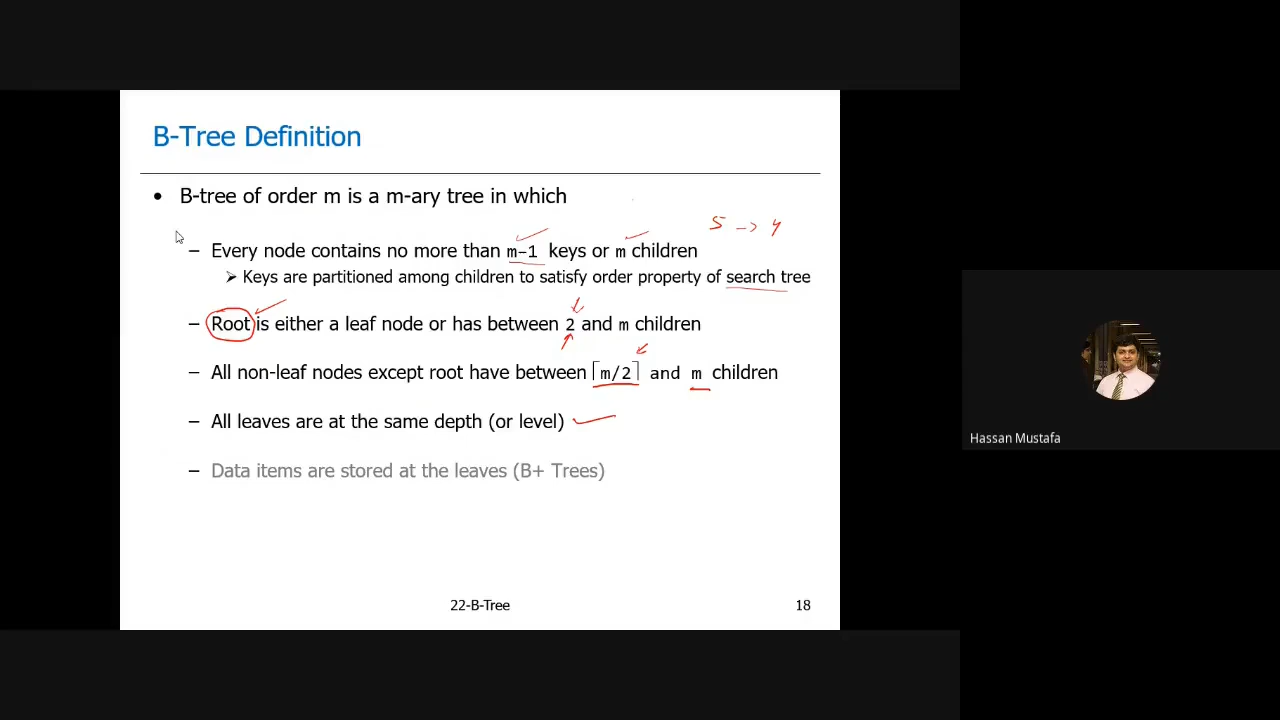 B-Tree Definition
• B-tree of order m is a m-ary tree in which
5 -> 4
– Every node contains no more than m-1 keys or m children
➢ Keys are partitioned among children to satisfy order property of search tree
– Root is either a leaf node or has between 2 and m children
– All non-leaf nodes except root have between ⌈m/2⌉ and m children
– All leaves are at the same depth (or level)
– Data items are stored at the leaves (B+ Trees)
22-B-Tree
18
Hassan Mustafa